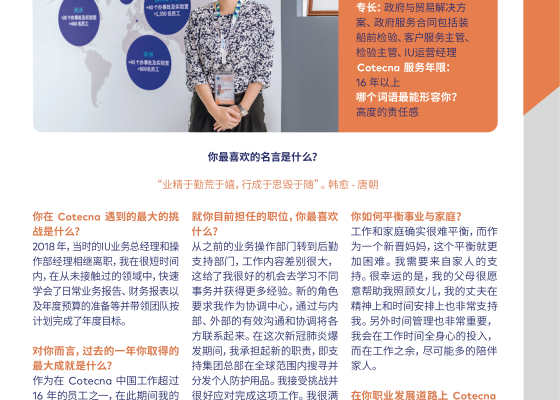 +40 个办事处及实验室
+1,350 名员工
+20 个办事处及实验室
+40 个办事处及实验室
+600名员工
专长：政府与贸易解决方
案、政府服务合同包括装
船前检验、客户服务主管、
检验主管、IU运营经理
Cotecna 服务年限：
16 年以上
哪个词语最能形容你？
高度的责任感
你最喜欢的名言是什么？
“业精于勤荒于嬉，行成于思毁于随”。韩愈 - 唐朝
你在 Cotecna 遇到的最大的挑
战是什么？
2018 年，当时的IU业务总经理和操
作部经理相继离职，我在很短时间
内，在从未接触过的领域中，快速
学会了日常业务报告、财务报表以
及年度预算的准备等并带领团队按
计划完成了年度目标。
对你而言，过去的一年你取得的
最大成就是什么？
作为在 Cotecna 中国工作超过
16 年的员工之一，在此期间我的
就你目前担任的职位，你最喜欢
什么？
从之前的业务操作部门转到后勤
支持部门，工作内容差别很大，
这给了我很好的机会去学习不同
事务并获得更多经验。新的角色
要求我作为协调中心，通过与内
部、外部的有效沟通和协调将各
方联系起来。在这次新冠肺炎爆
发期间，我承担起新的职责，即支
持集团总部在全球范围内搜寻并
分发个人防护用品。我接受挑战并
很好应对完成这项工作。我很满
你如何平衡事业与家庭？
工作和家庭确实很难平衡，而作
为一个新晋妈妈，这个平衡就更
加困难。我需要来自家人的支
持。很幸运的是，我的父母很愿
意帮助我照顾女儿，我的丈夫在
精神上和时间安排上也非常支持
我。另外时间管理也非常重要，
我会在工作时间全身心的投入，
而在工作之余，尽可能多的陪伴
家人。
在你职业发展道路上 Cotecna